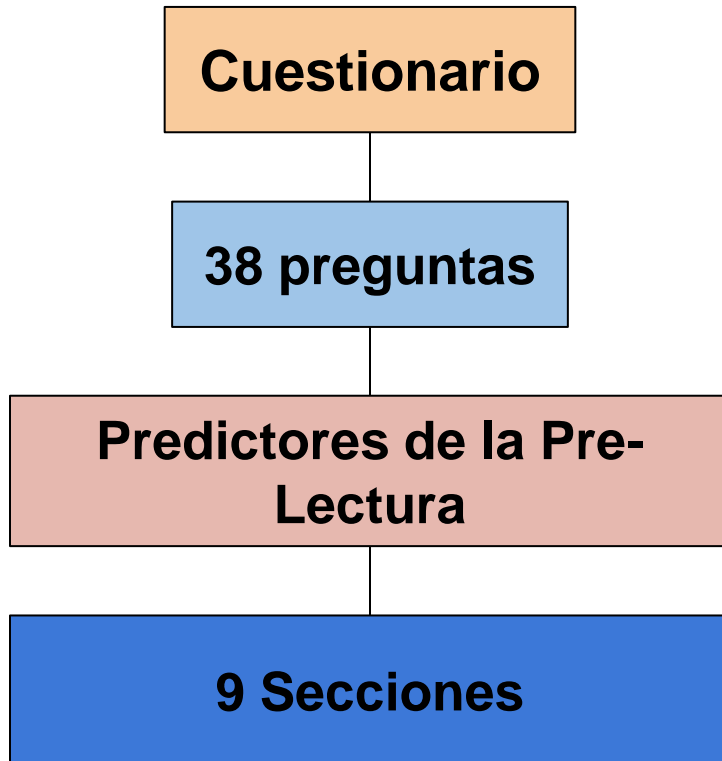 Cuestionario
38 preguntas
Predictores de la Pre-
Lectura
9 Secciones